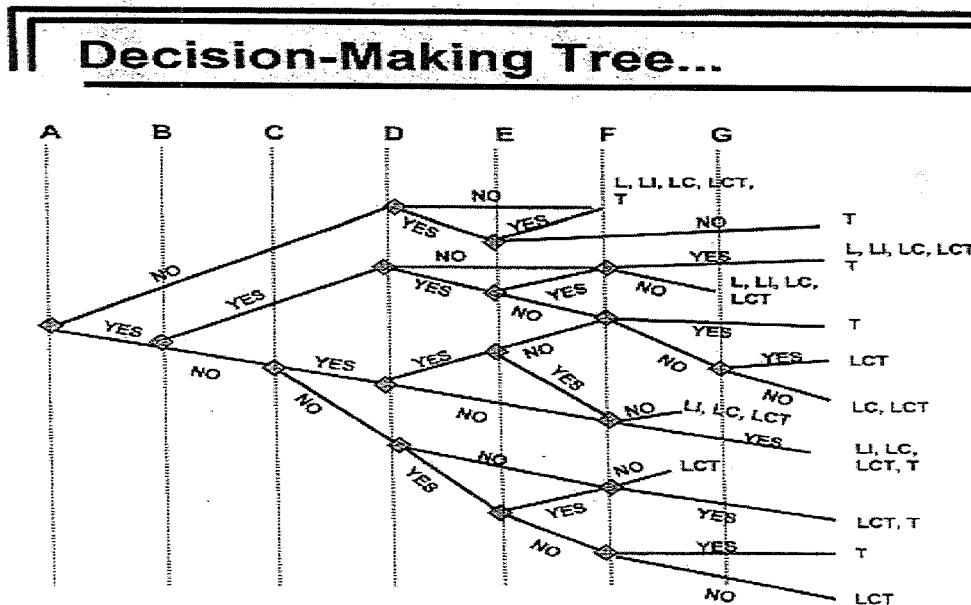 Decision-Making Tree...
A B C D E F G
L, LI, LC, LCT,
T
NO
YES YES
NO T
NO
YES L, LI, LC, LCT
T
NO
YES
YES YES NO L, LI, LC,
LCT
NO
YES
YES T
YES NO
NO YES LCT
NO
YES
YES
NO LC, LCT
NO
NO
NO LI, LC, LCT
YES LI, LC,
LCT, T
NO
NO LCT
YES
YES
YES LCT, T
NO
YES T
NO LCT